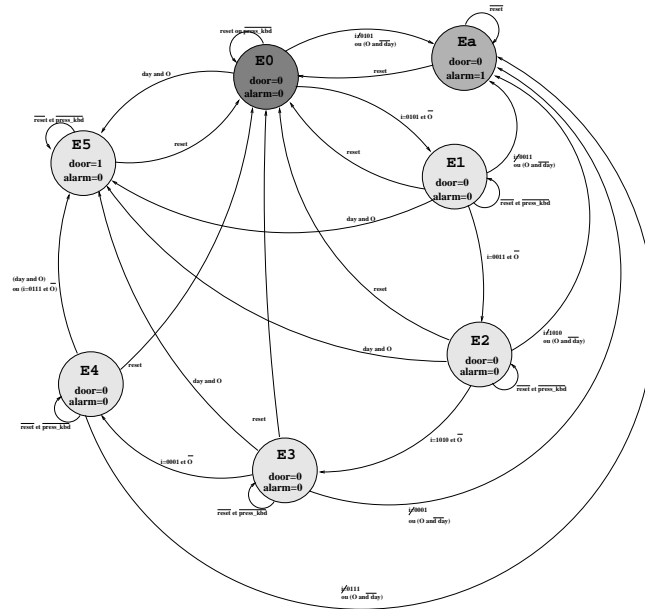 reset ou press_kbd
E0
door=0
alarm=0
i≠0101
ou (O and day)
Ea
door=0
alarm=1
reset
reset
day and O
i=0101 et O
reset et press_kbd
E5
door=1
alarm=0
reset
reset
E1
door=0
alarm=0
i≠0011
ou (O and day)
reset et press_kbd
day and O
i=0011 et O
(day and O)
ou (i=0111 et O)
reset
day and O
E2
door=0
alarm=0
i≠1010
ou (O and day)
reset et press_kbd
E4
door=0
alarm=0
reset
day and O
reset et press_kbd
reset
i=1010 et O
i=0001 et O
E3
door=0
alarm=0
reset et press_kbd
i≠0001
ou (O and day)
i≠0111
ou (O and day)